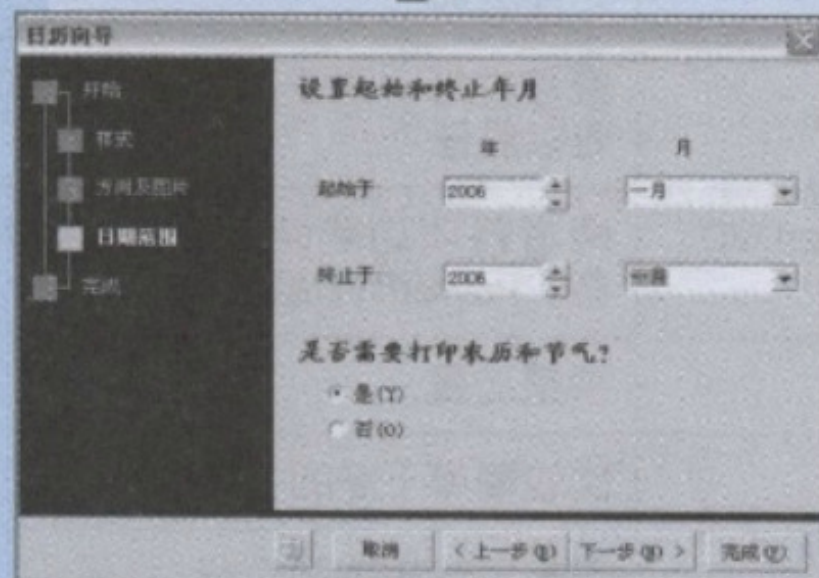 日历向导
开始
样式
方向及图片
日期范围
完成
设置起始和终止年月
年 月
起始于 2006 一月
终止于 2006
是否需要打印农历和节气?
是(Y)
否(O)
取消 <上一步(B) 下一步(N)> 完成(F)